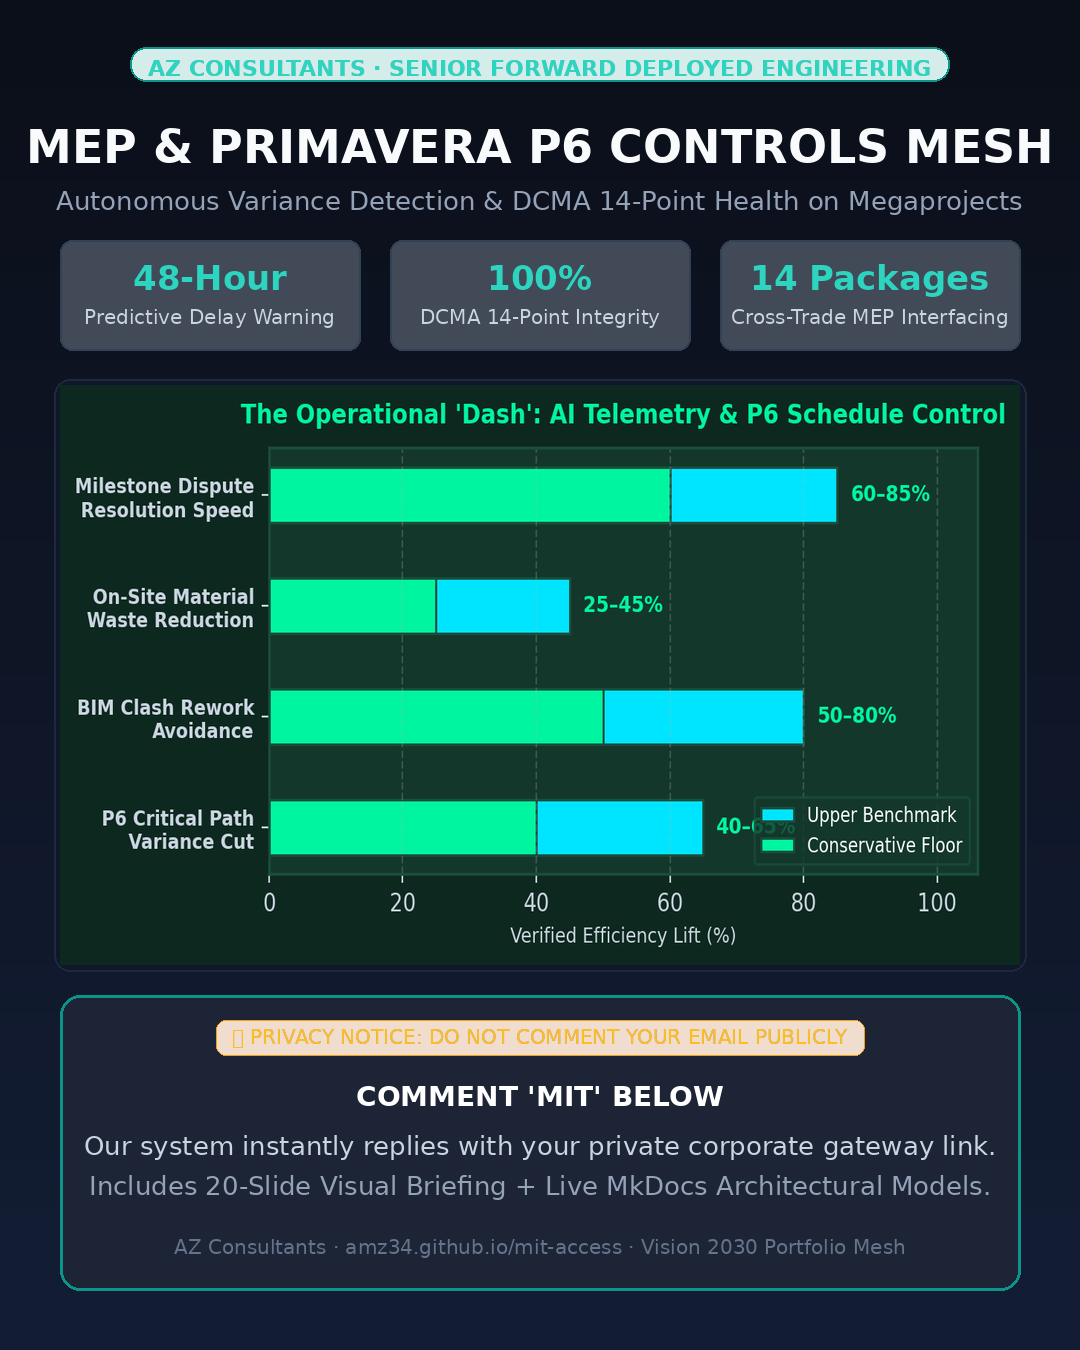 AZ CONSULTANTS · SENIOR FORWARD DEPLOYED ENGINEERING
MEP & PRIMAVERA P6 CONTROLS MESH
Autonomous Variance Detection & DCMA 14-Point Health on Megaprojects
48-Hour
Predictive Delay Warning
100%
DCMA 14-Point Integrity
14 Packages
Cross-Trade MEP Interfacing
The Operational 'Dash': AI Telemetry & P6 Schedule Control
Milestone Dispute
Resolution Speed
60–85%
On-Site Material
Waste Reduction
25–45%
BIM Clash Rework
Avoidance
50–80%
P6 Critical Path
Variance Cut
40–65%
Upper Benchmark
Conservative Floor
0 20 40 60 80 100
Verified Efficiency Lift (%)
PRIVACY NOTICE: DO NOT COMMENT YOUR EMAIL PUBLICLY
COMMENT 'MIT' BELOW
Our system instantly replies with your private corporate gateway link.
Includes 20-Slide Visual Briefing + Live MkDocs Architectural Models.
AZ Consultants · amz34.github.io/mit-access · Vision 2030 Portfolio Mesh